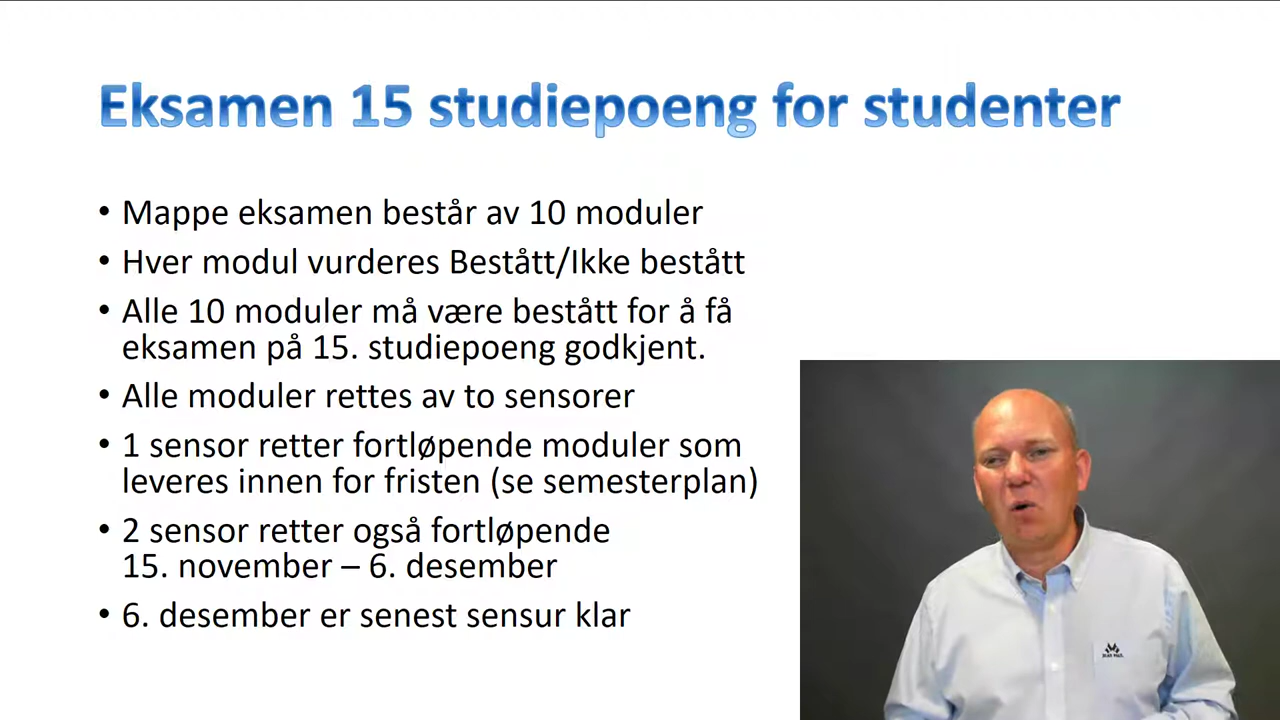 Eksamen 15 studiepoeng for studenter
• Mappe eksamen består av 10 moduler
• Hver modul vurderes Bestått/Ikke bestått
• Alle 10 moduler må være bestått for å få
eksamen på 15. studiepoeng godkjent.
• Alle moduler rettes av to sensorer
• 1 sensor retter fortløpende moduler som
leveres innen for fristen (se semesterplan)
• 2 sensor retter også fortløpende
15. november – 6. desember
• 6. desember er senest sensur klar